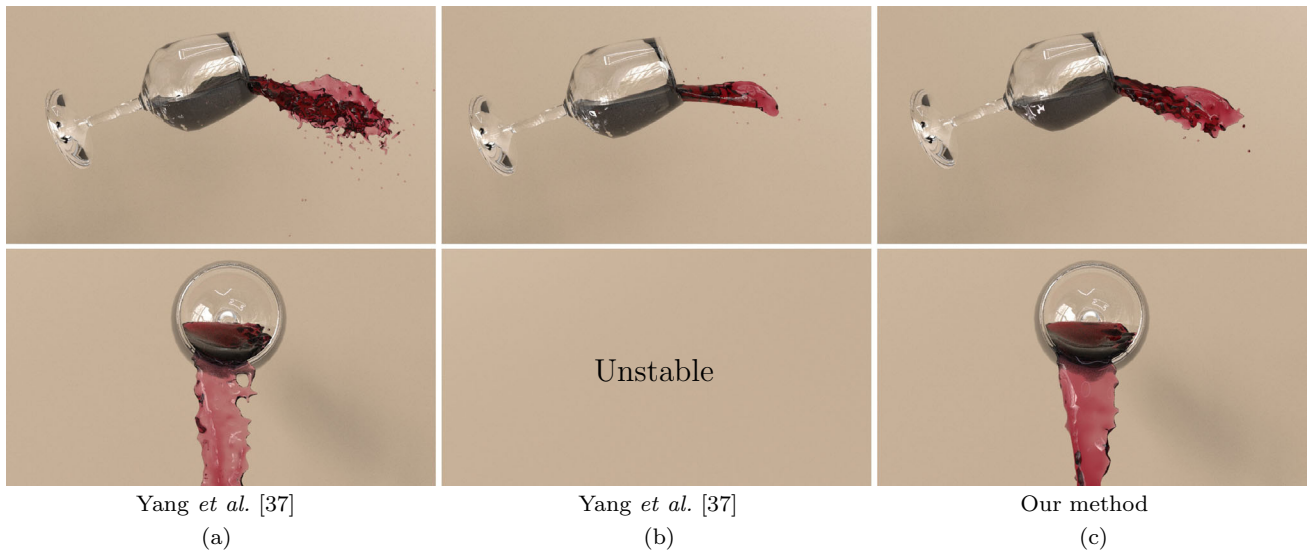 Unstable
Yang et al. [37]
Yang et al. [37]
Our method
(a)
(b)
(c)